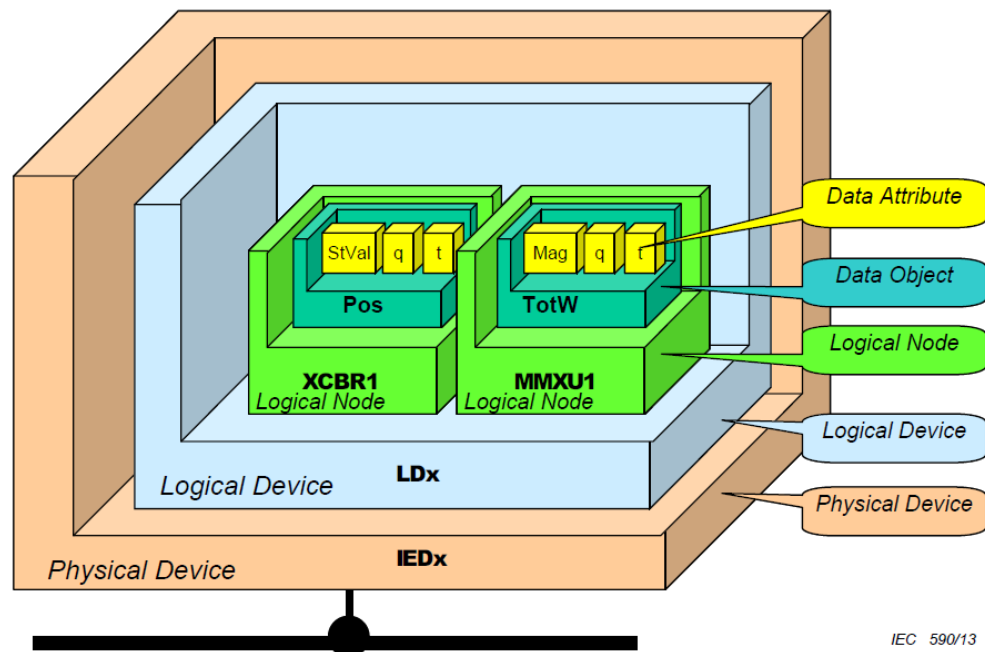 Data Attribute
StVal q t
Mag q t
Data Object
Pos
TotW
Logical Node
XCBR1
Logical Node
MMXU1
Logical Node
Logical Device
LDx
Logical Device
Physical Device
IEDx
Physical Device
IEC 590/13